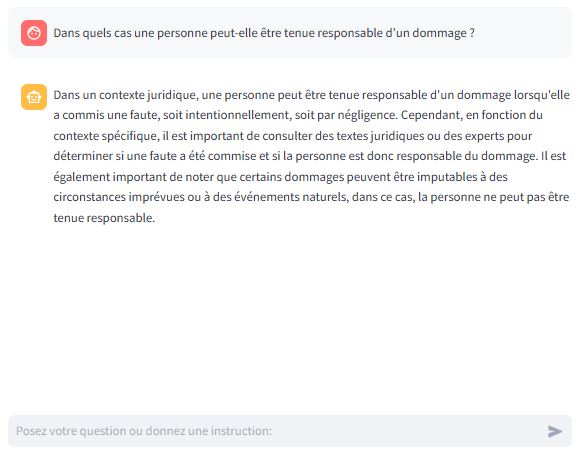 Dans quels cas une personne peut-elle être tenue responsable d’un dommage ?
Dans un contexte juridique, une personne peut être tenue responsable d'un dommage lorsqu'elle
a commis une faute, soit intentionnellement, soit par négligence. Cependant, en fonction du
contexte spécifique, il est important de consulter des textes juridiques ou des experts pour
déterminer si une faute a été commise et si la personne est donc responsable du dommage. Il est
également important de noter que certains dommages peuvent être imputables à des
circonstances imprévues ou à des événements naturels, dans ce cas, la personne ne peut pas être
tenue responsable.
Posez votre question ou donnez une instruction: